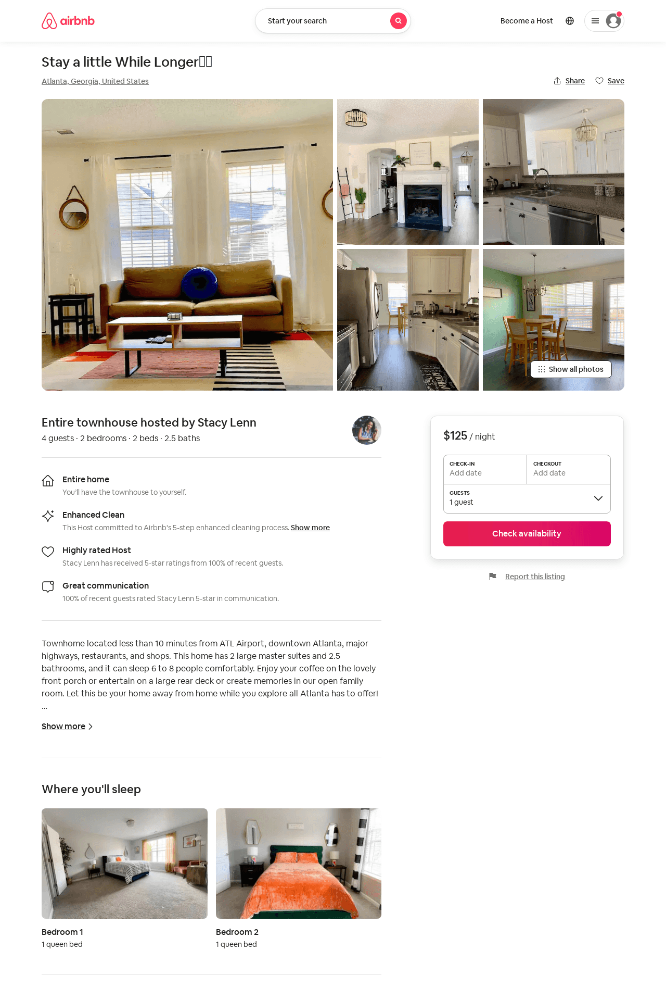 airbnb
Start your search
Become a Host
Stay a little While Longer
Atlanta, Georgia, United States
Share
Save
EAT
Show all photos
Entire townhouse hosted by Stacy Lenn
4 guests · 2 bedrooms · 2 beds · 2.5 baths
$125 / night
CHECK-IN
Add date
CHECKOUT
Add date
GUESTS
1 guest
Check availability
Report this listing
Entire home
You’ll have the townhouse to yourself.
Enhanced Clean
This Host committed to Airbnb's 5-step enhanced cleaning process. Show more
Highly rated Host
Stacy Lenn has received 5-star ratings from 100% of recent guests.
Great communication
100% of recent guests rated Stacy Lenn 5-star in communication.
Townhome located less than 10 minutes from ATL Airport, downtown Atlanta, major
highways, restaurants, and shops. This home has 2 large master suites and 2.5
bathrooms, and it can sleep 6 to 8 people comfortably. Enjoy your coffee on the lovely
front porch or entertain on a large rear deck or create memories in our open family
room. Let this be your home away from home while you explore all Atlanta has to offer!
...
Show more
Where you'll sleep
Bedroom 1
1 queen bed
Bedroom 2
1 queen bed